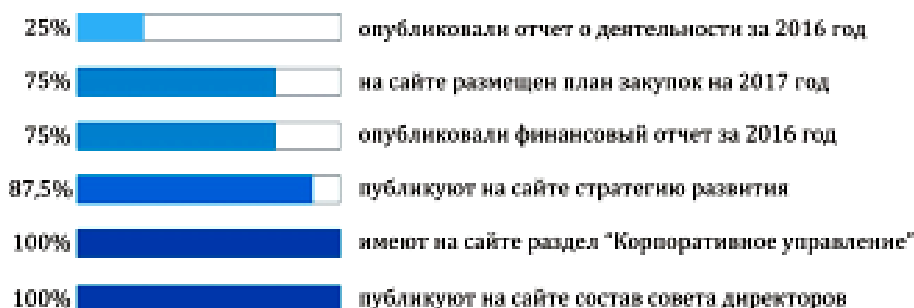 25% опубликовали отчет о деятельности за 2016 год
75% на сайте размещен план закупок на 2017 год
75% опубликовали финансовый отчет за 2016 год
87,5% публикуют на сайте стратегию развития
100% имеют на сайте раздел "Корпоративное управление"
100% публикуют на сайте состав совета директоров